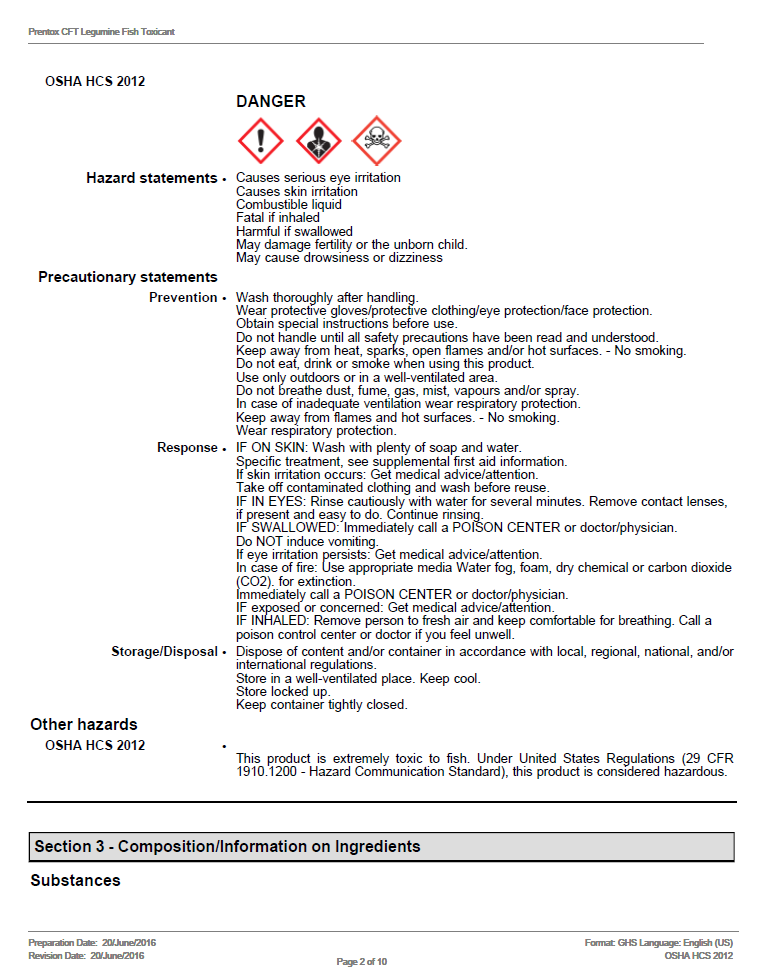 Prentox CFT Legumine Fish Toxicant
OSHA HCS 2012
DANGER
Hazard statements • Causes serious eye irritation
Causes skin irritation
Combustible liquid
Fatal if inhaled
Harmful if swallowed
May damage fertility or the unborn child.
May cause drowsiness or dizziness
Precautionary statements
Prevention • Wash thoroughly after handling.
Wear protective gloves/protective clothing/eye protection/face protection.
Obtain special instructions before use.
Do not handle until all safety precautions have been read and understood.
Keep away from heat, sparks, open flames and/or hot surfaces. - No smoking.
Do not eat, drink or smoke when using this product.
Use only outdoors or in a well-ventilated area.
Do not breathe dust, fume, gas, mist, vapours and/or spray.
In case of inadequate ventilation wear respiratory protection.
Keep away from flames and hot surfaces. - No smoking.
Wear respiratory protection.
Response • IF ON SKIN: Wash with plenty of soap and water.
Specific treatment, see supplemental first aid information.
If skin irritation occurs: Get medical advice/attention.
Take off contaminated clothing and wash before reuse.
IF IN EYES: Rinse cautiously with water for several minutes. Remove contact lenses,
if present and easy to do. Continue rinsing.
IF SWALLOWED: Immediately call a POISON CENTER or doctor/physician.
Do NOT induce vomiting.
If eye irritation persists: Get medical advice/attention.
In case of fire: Use appropriate media Water fog, foam, dry chemical or carbon dioxide
(CO2). for extinction.
Immediately call a POISON CENTER or doctor/physician.
IF exposed or concerned: Get medical advice/attention.
IF INHALED: Remove person to fresh air and keep comfortable for breathing. Call a
poison control center or doctor if you feel unwell.
Storage/Disposal • Dispose of content and/or container in accordance with local, regional, national, and/or
international regulations.
Store in a well-ventilated place. Keep cool.
Store locked up.
Keep container tightly closed.
Other hazards
OSHA HCS 2012 •
This product is extremely toxic to fish. Under United States Regulations (29 CFR
1910.1200 - Hazard Communication Standard), this product is considered hazardous.
Section 3 - Composition/Information on Ingredients
Substances
Preparation Date: 20/June/2016 Format: GHS Language: English (US)
Revision Date: 20/June/2016 OSHA HCS 2012
Page 2 of 10